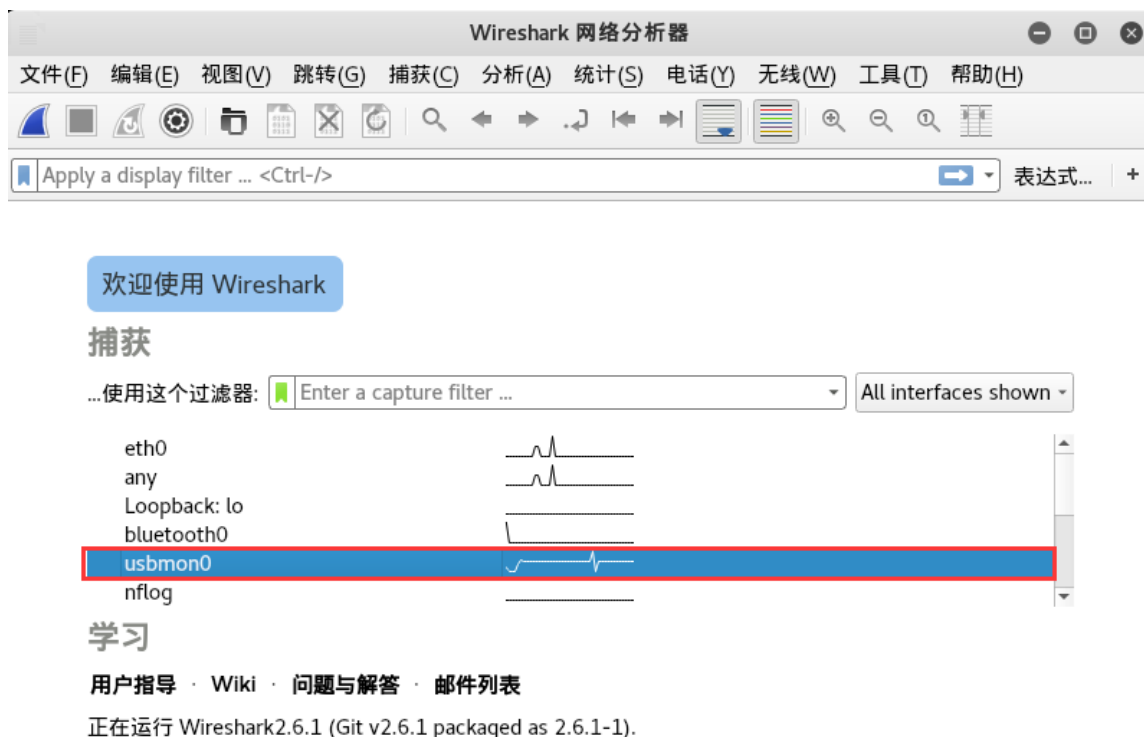 Wireshark 网络分析器
文件(F) 编辑(E) 视图(V) 跳转(G) 捕获(C) 分析(A) 统计(S) 电话(Y) 无线(W) 工具(T) 帮助(H)
Apply a display filter ... <Ctrl-/> 表达式... +
欢迎使用 Wireshark
捕获
...使用这个过滤器: Enter a capture filter ... All interfaces shown
eth0
any
Loopback: lo
bluetooth0
usbmon0
nflog
学习
用户指导 · Wiki · 问题与解答 · 邮件列表
正在运行 Wireshark2.6.1 (Git v2.6.1 packaged as 2.6.1-1).